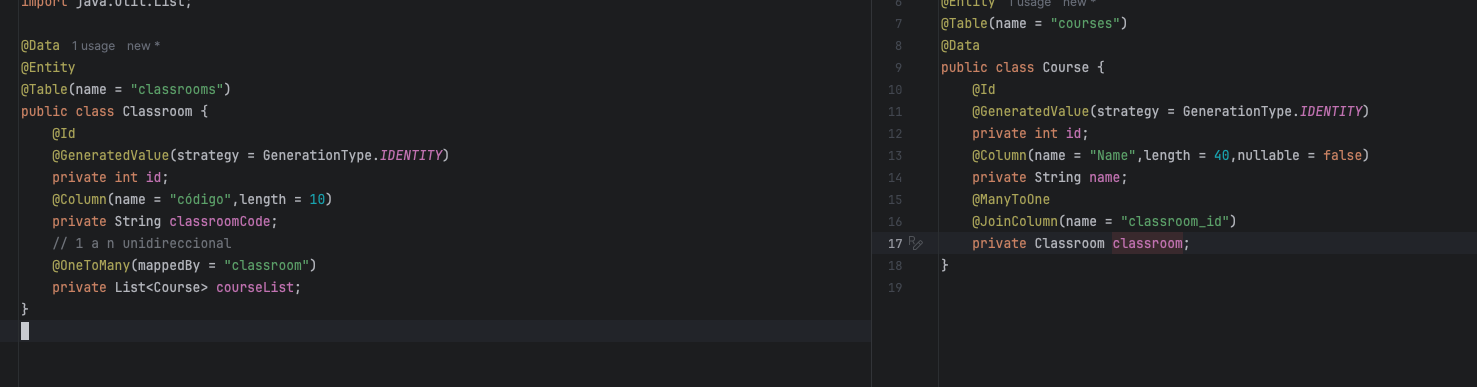 import java.util.List;
@Data 1 usage new *
@Entity
@Table(name = "classrooms")
public class Classroom {
@Id
@GeneratedValue(strategy = GenerationType.IDENTITY)
private int id;
@Column(name = "código",length = 10)
private String classroomCode;
// 1 a n unidireccional
@OneToMany(mappedBy = "classroom")
private List<Course> courseList;
}
6 @Entity 1 usage new *
7 @Table(name = "courses")
8 @Data
9 public class Course {
10 @Id
11 @GeneratedValue(strategy = GenerationType.IDENTITY)
12 private int id;
13 @Column(name = "Name",length = 40,nullable = false)
14 private String name;
15 @ManyToOne
16 @JoinColumn(name = "classroom_id")
17 private Classroom classroom;
18 }
19